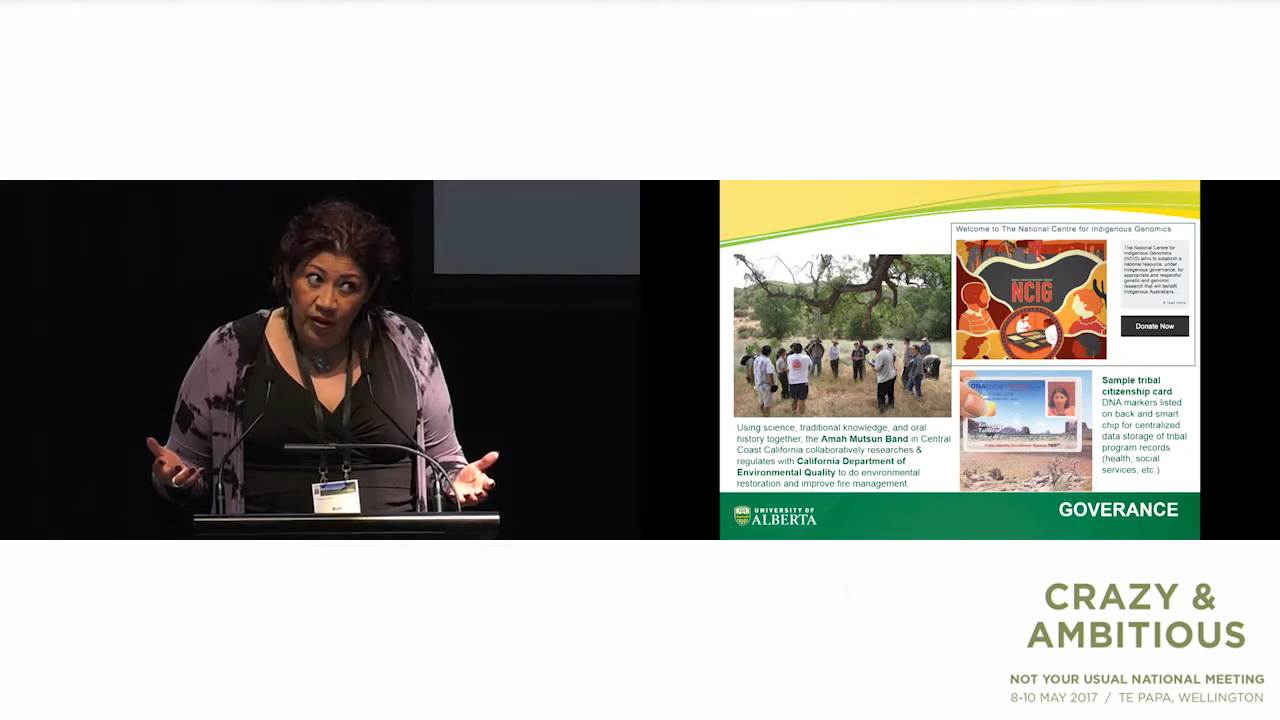 Welcome to The National Centre for Indigenous Genomics
NCIG
The National Centre for
Indigenous Genomics
(NCIG) aims to establish a
national resource, under
Indigenous governance, for
appropriate and respectful
genetic and genomic
research that will benefit
Indigenous Australians.
read more
Donate Now
Using science, traditional knowledge, and oral
history together, the Amah Mutsun Band in Central
Coast California collaboratively researches &
regulates with California Department of
Environmental Quality to do environmental
restoration and improve fire management
Sample tribal
citizenship card
DNA markers listed
on back and smart
chip for centralized
data storage of tribal
program records
(health, social
services, etc.)
UNIVERSITY OF
ALBERTA
GOVERANCE
CRAZY &
AMBITIOUS
NOT YOUR USUAL NATIONAL MEETING
8-10 MAY 2017 / TE PAPA, WELLINGTON